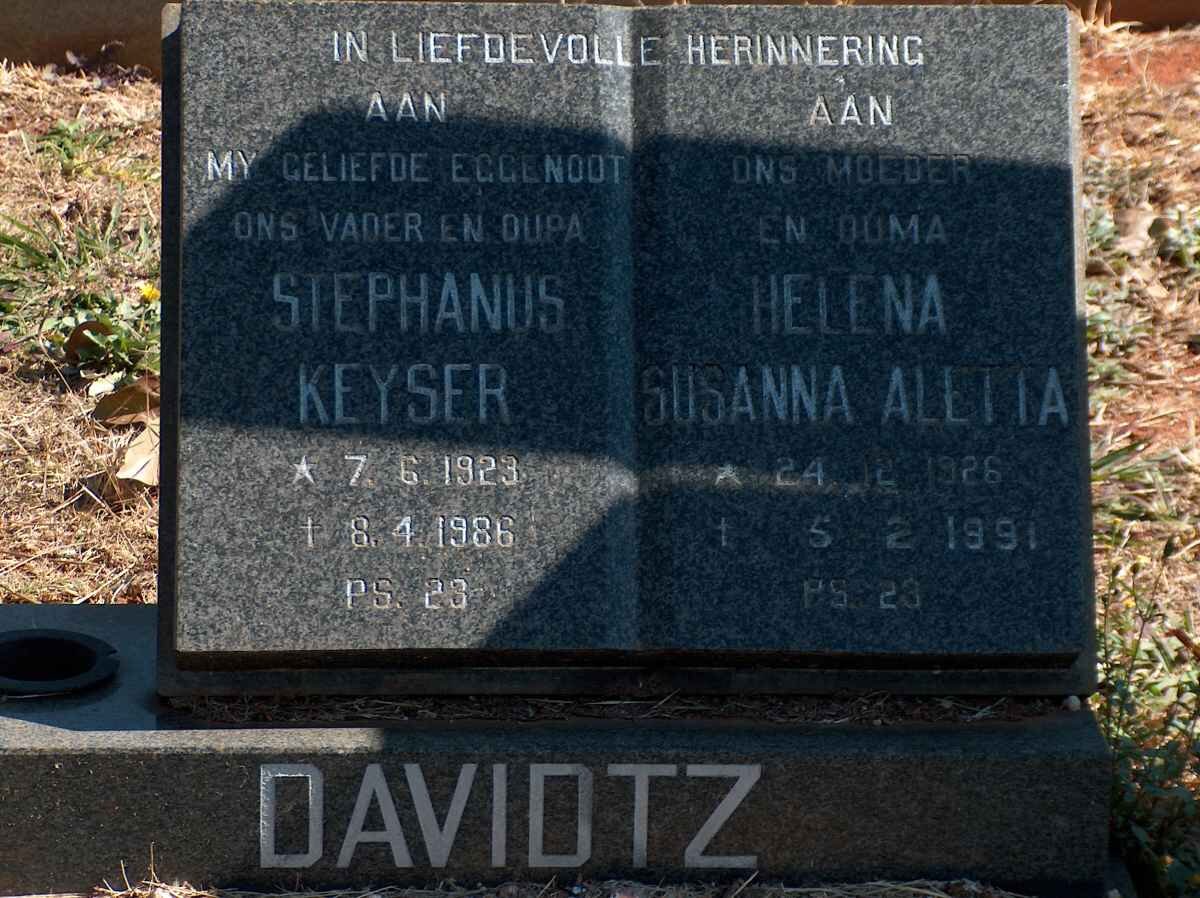 IN LIEFDEVOLLE HERINNERING
AAN
MY GELIEFDE EGGENOOT
ONS VADER EN OUPA
STEPHANUS
KEYSER
★ 7. 6. 1923
† 8. 4. 1986
PS. 23
AAN
ONS MOEDER
EN OUMA
HELENA
SUSANNA ALETTA
★ 24. 12. 1926
† 5 2 1991
PS. 23
DAVIDTZ